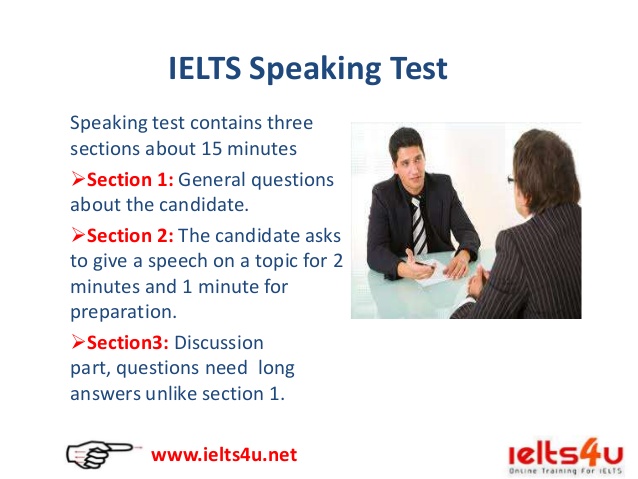 IELTS Speaking Test
Speaking test contains three
sections about 15 minutes
➢Section 1: General questions
about the candidate.
➢Section 2: The candidate asks
to give a speech on a topic for 2
minutes and 1 minute for
preparation.
➢Section3: Discussion
part, questions need long
answers unlike section 1.
www.ielts4u.net
ielts4u
Online Training For IELTS